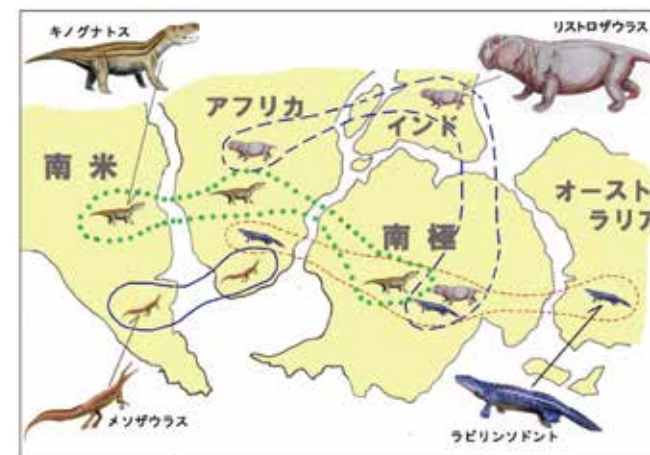 キノグナトス
リストロザウラス
アフリカ
インド
南米
オースト
ラリア
南極
メソザウラス
ラビリンソドント